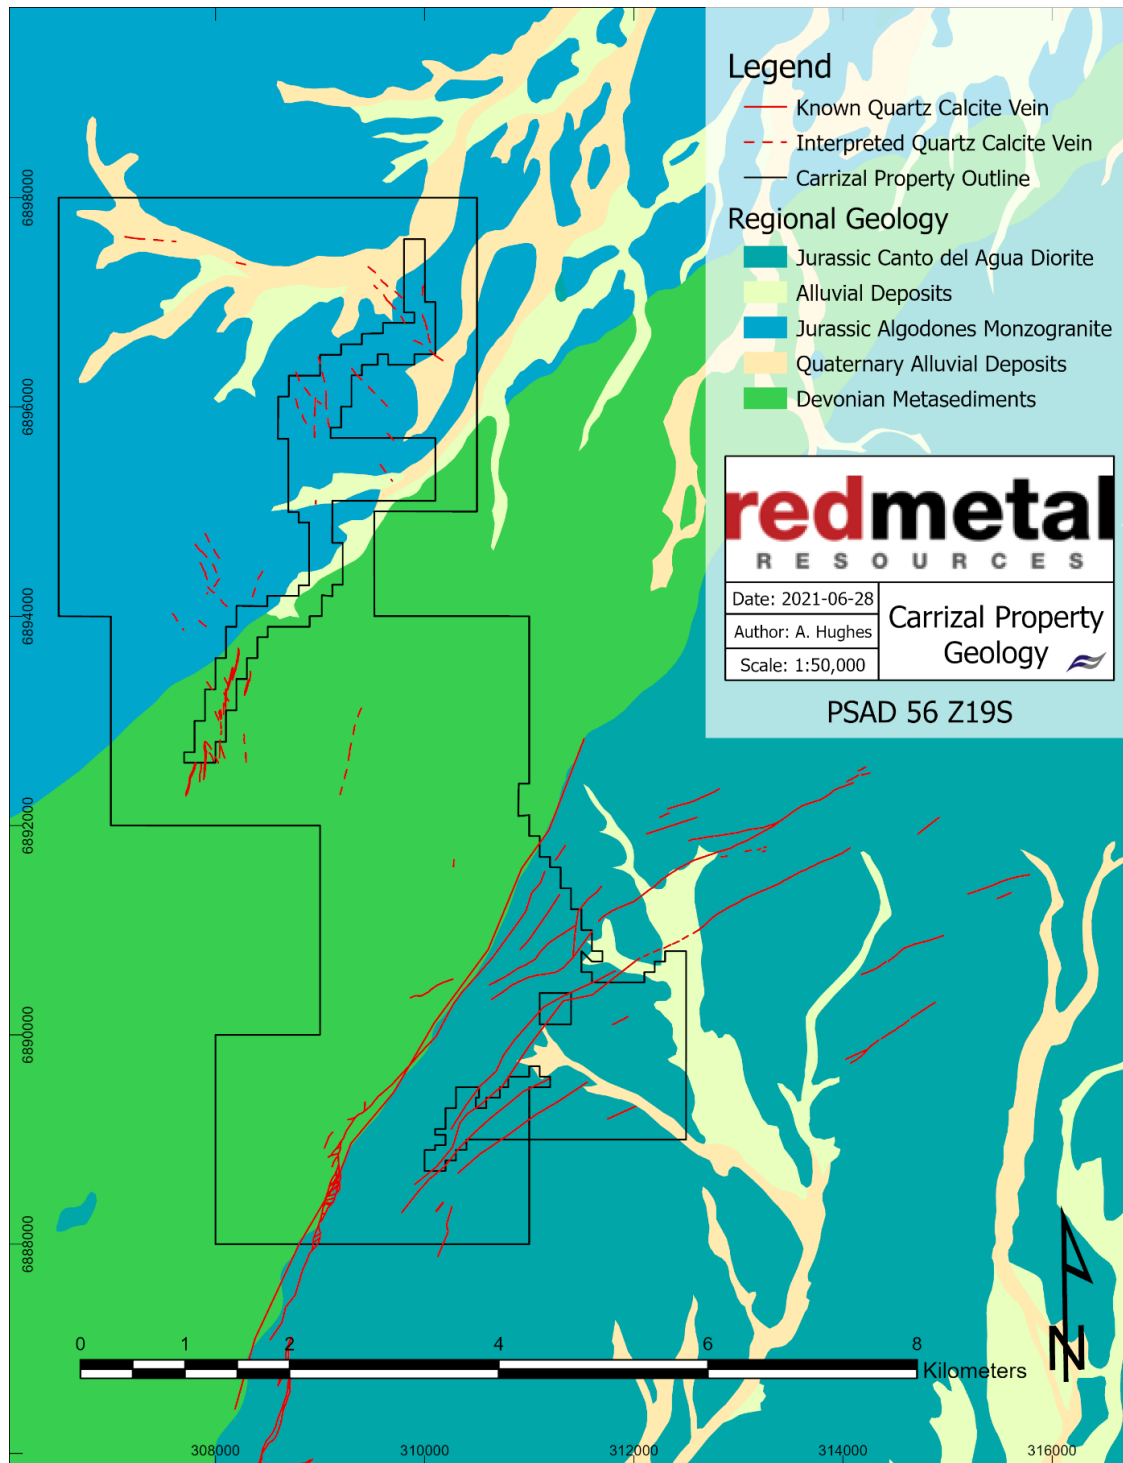 Legend
Known Quartz Calcite Vein
Interpreted Quartz Calcite Vein
Carrizal Property Outline
Regional Geology
Jurassic Canto del Agua Diorite
Alluvial Deposits
Jurassic Algodones Monzogranite
Quaternary Alluvial Deposits
Devonian Metasediments
redmetal
RESOURCES
Date: 2021-06-28
Author: A. Hughes
Scale: 1:50,000
Carrizal Property
Geology
PSAD 56 Z19S
6898000
6896000
6894000
6892000
6890000
6888000
N
0 1 2 4 6 8
Kilometers
308000 310000 312000 314000 316000